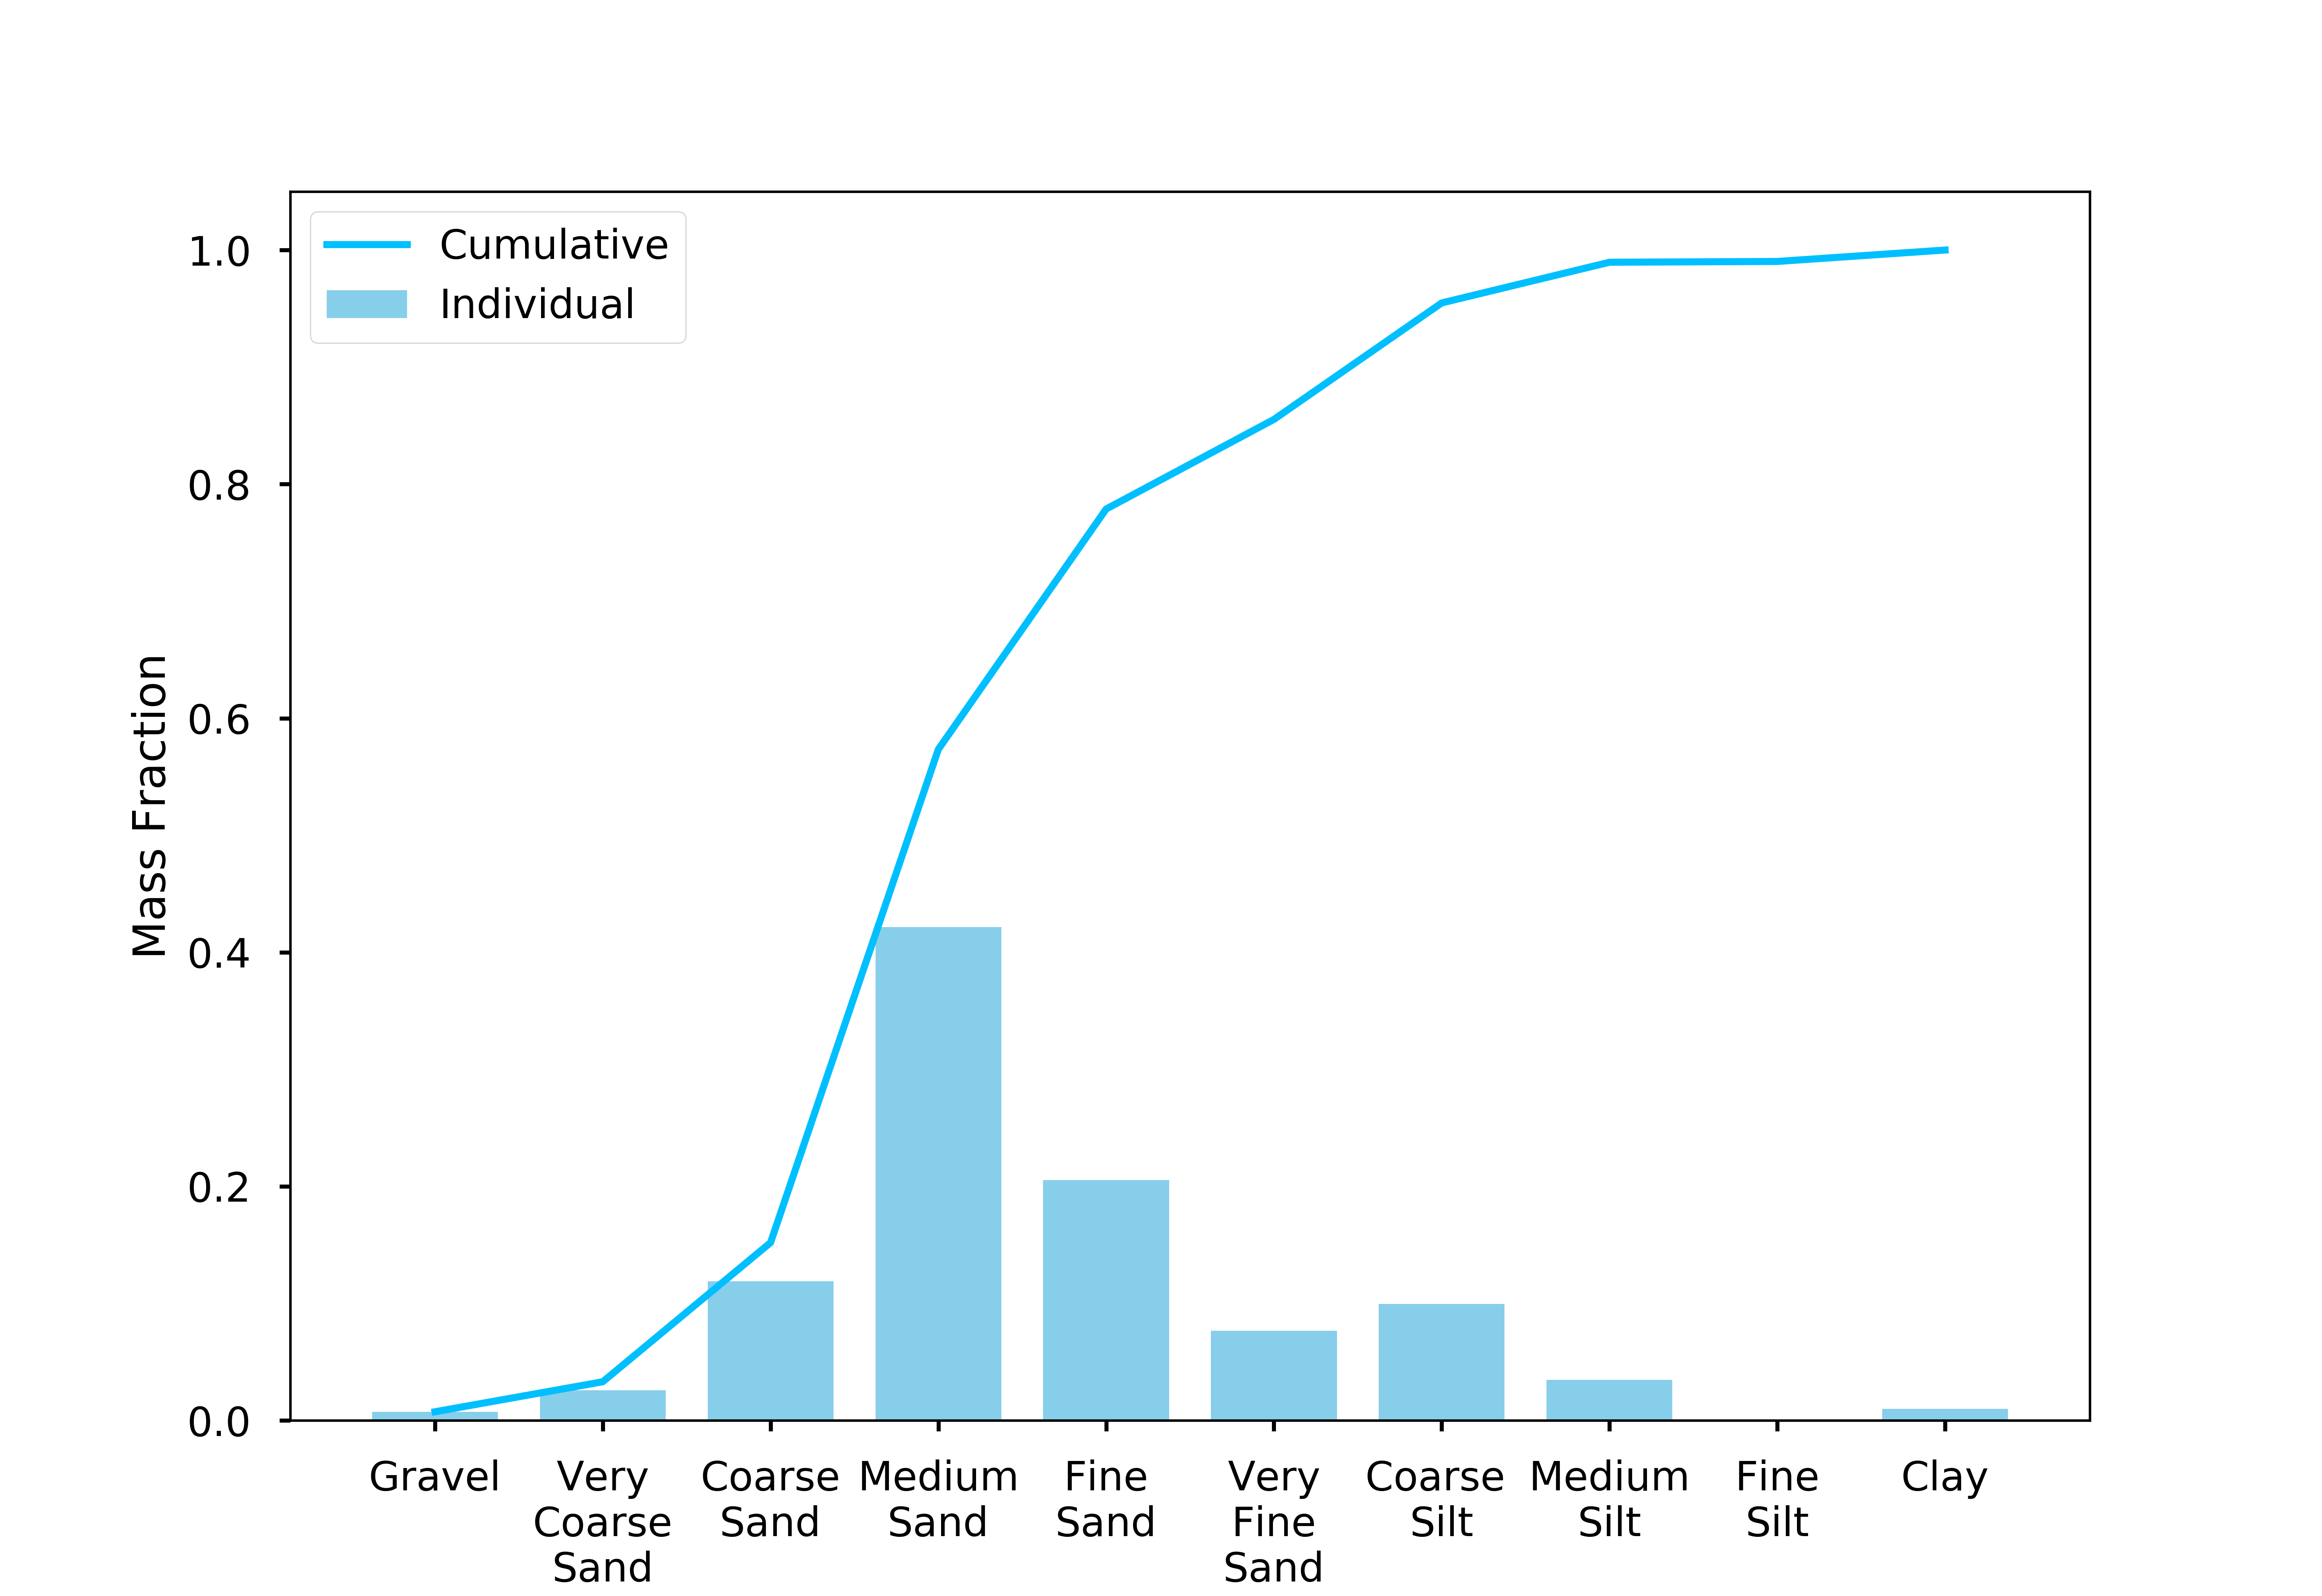 Cumulative
Individual
1.0
0.8
0.6
0.4
0.2
0.0
Mass Fraction
Gravel
Very
Coarse
Sand
Coarse
Sand
Medium
Sand
Fine
Sand
Very
Fine
Sand
Coarse
Silt
Medium
Silt
Fine
Silt
Clay